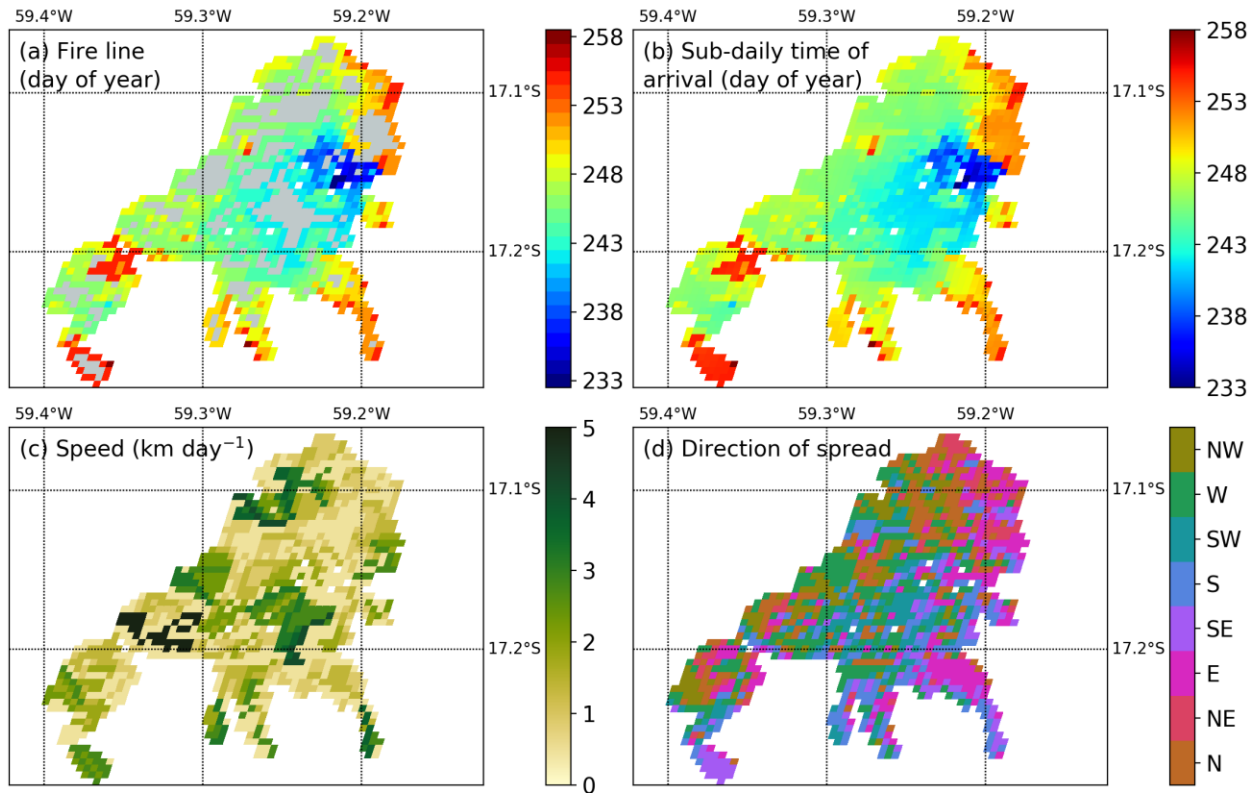 59.4°W 59.3°W 59.2°W
(a) Fire line
(day of year)
17.1°S
17.2°S
258
253
248
243
238
233
59.4°W 59.3°W 59.2°W
(b) Sub-daily time of
arrival (day of year)
17.1°S
17.2°S
258
253
248
243
238
233
59.4°W 59.3°W 59.2°W
(c) Speed (km day⁻¹)
17.1°S
17.2°S
5
4
3
2
1
0
59.4°W 59.3°W 59.2°W
(d) Direction of spread
17.1°S
17.2°S
NW
W
SW
S
SE
E
NE
N